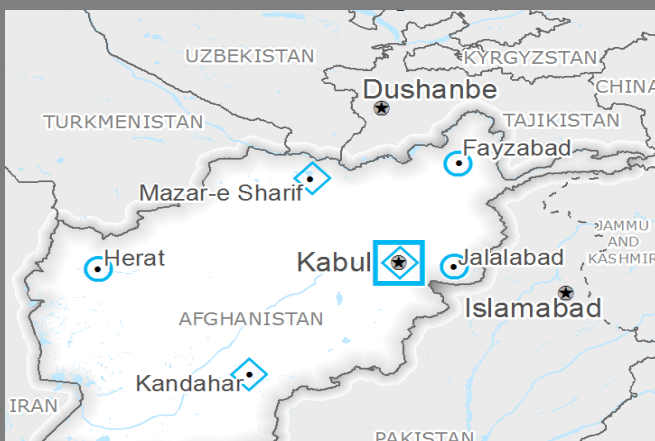 UZBEKISTAN
KYRGYZSTAN
Dushanbe
CHINA
TURKMENISTAN
TAJIKISTAN
Fayzabad
Mazar-e Sharif
JAMMU
AND
KASHMIR
Herat
Kabul
Jalalabad
Islamabad
AFGHANISTAN
Kandahar
IRAN
PAKISTAN